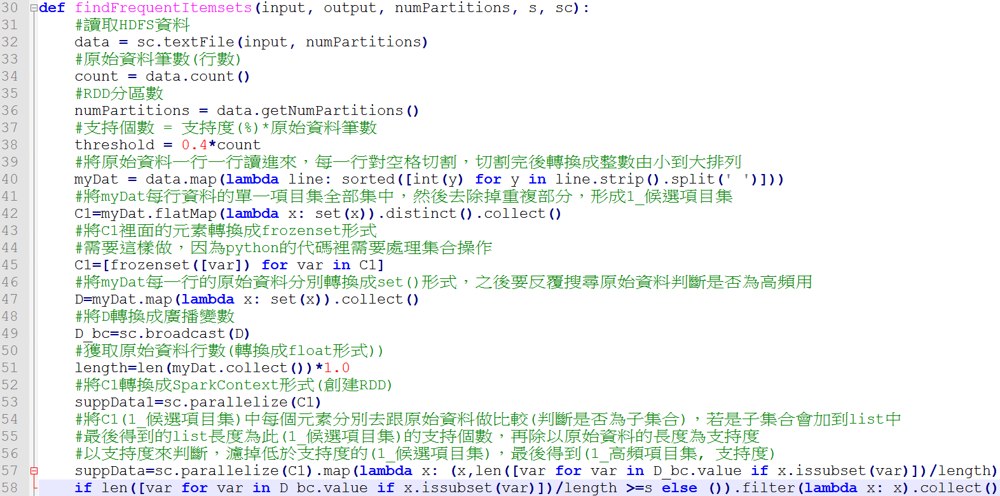 30 def findFrequentItemsets(input, output, numPartitions, s, sc):
31 #讀取HDFS資料
32 data = sc.textFile(input, numPartitions)
33 #原始資料筆數(行數)
34 count = data.count()
35 #RDD分區數
36 numPartitions = data.getNumPartitions()
37 #支持個數 = 支持度(%)*原始資料筆數
38 threshold = 0.4*count
39 #將原始資料一行一行讀進來，每一行對空格切割，切割完後轉換成整數由小到大排列
40 myDat = data.map(lambda line: sorted([int(y) for y in line.strip().split(' ')]))
41 #將myDat每行資料的單一項目集全部集中，然後去除掉重複部分，形成1_候選項目集
42 C1=myDat.flatMap(lambda x: set(x)).distinct().collect()
43 #將C1裡面的元素轉換成frozenset形式
44 #需要這樣做，因為python的代碼裡需要處理集合操作
45 C1=[frozenset([var]) for var in C1]
46 #將myDat每一行的原始資料分別轉換成set()形式，之後要反覆搜尋原始資料判斷是否為高頻用
47 D=myDat.map(lambda x: set(x)).collect()
48 #將D轉換成廣播變數
49 D_bc=sc.broadcast(D)
50 #獲取原始資料行數(轉換成float形式))
51 length=len(myDat.collect())*1.0
52 #將C1轉換成SparkContext形式(創建RDD)
53 suppData1=sc.parallelize(C1)
54 #將C1(1_候選項目集)中每個元素分別去跟原始資料做比較(判斷是否為子集合)，若是子集合會加到list中
55 #最後得到的list長度為此(1_候選項目集)的支持個數，再除以原始資料的長度為支持度
56 #以支持度來判斷，濾掉低於支持度的(1_候選項目集)，最後得到(1_高頻項目集, 支持度)
57 suppData=sc.parallelize(C1).map(lambda x: (x,len([var for var in D_bc.value if x.issubset(var)])/length)
58 if len([var for var in D_bc.value if x.issubset(var)])/length >=s else ()).filter(lambda x: x).collect()